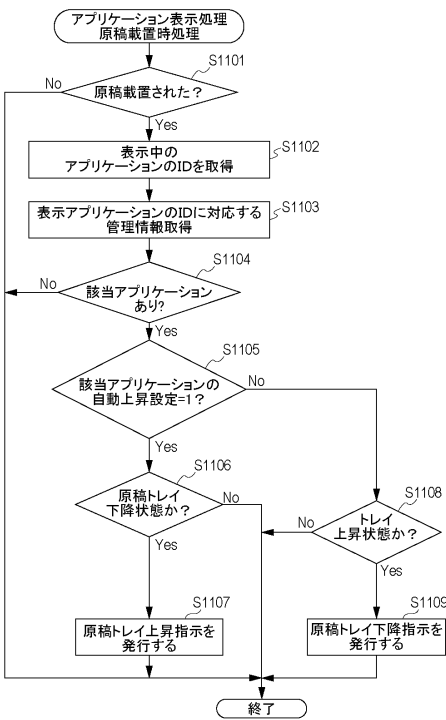 アプリケーション表示処理
原稿載置時処理
S1101
No
原稿載置された？
Yes
S1102
表示中の
アプリケーションのIDを取得
S1103
表示アプリケーションのIDに対応する
管理情報取得
S1104
No
該当アプリケーション
あり?
Yes
S1105
該当アプリケーションの
自動上昇設定=1？
No
Yes
S1106
原稿トレイ
下降状態か？
No
Yes
S1108
トレイ
上昇状態か？
No
Yes
S1107
原稿トレイ上昇指示を
発行する
S1109
原稿トレイ下降指示を
発行する
終了